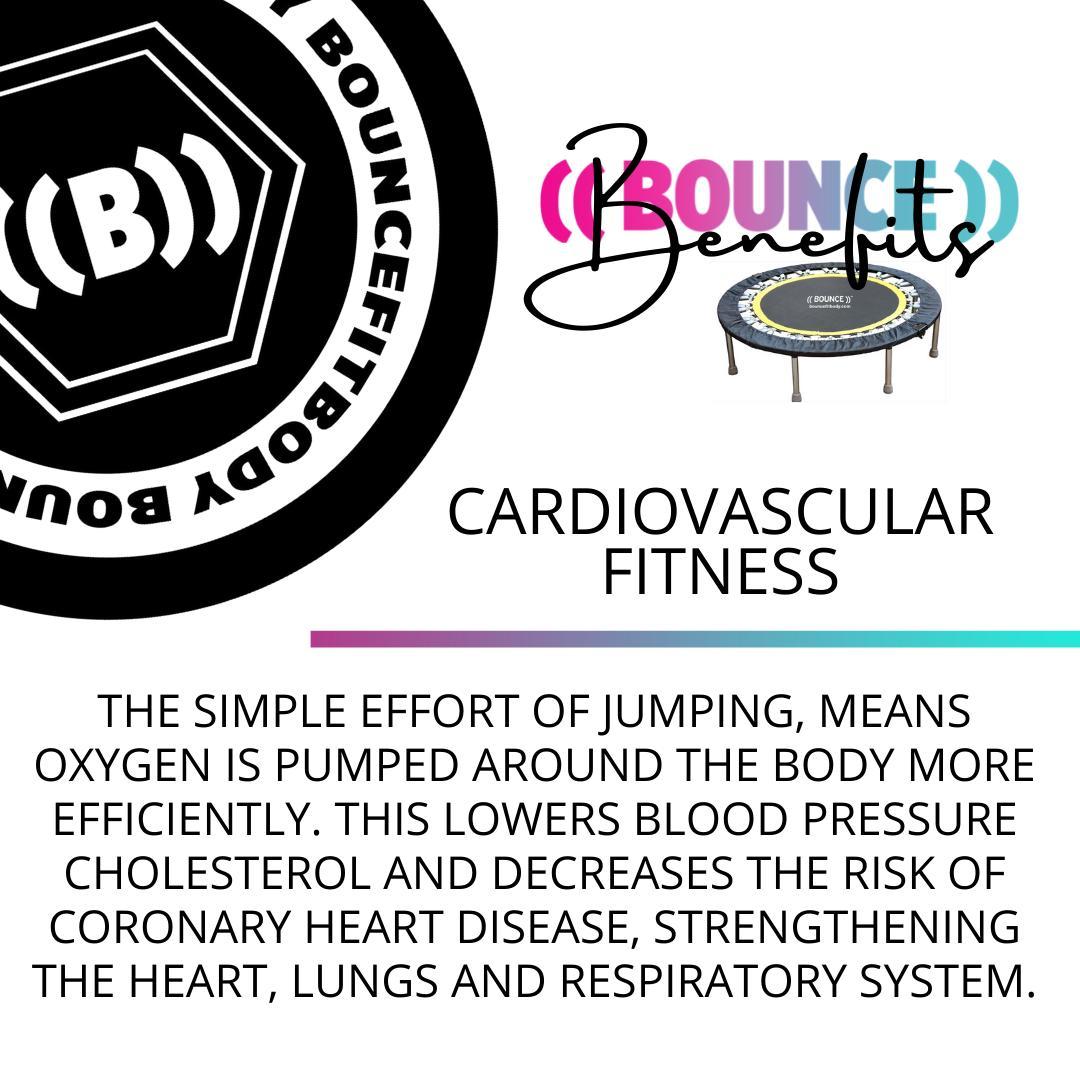 Y BOUNCEFITBODY BOUN
((B))
((BOUNCE))
Benefits
((BOUNCE))
bouncefitbody.com
CARDIOVASCULAR
FITNESS
THE SIMPLE EFFORT OF JUMPING, MEANS
OXYGEN IS PUMPED AROUND THE BODY MORE
EFFICIENTLY. THIS LOWERS BLOOD PRESSURE
CHOLESTEROL AND DECREASES THE RISK OF
CORONARY HEART DISEASE, STRENGTHENING
THE HEART, LUNGS AND RESPIRATORY SYSTEM.